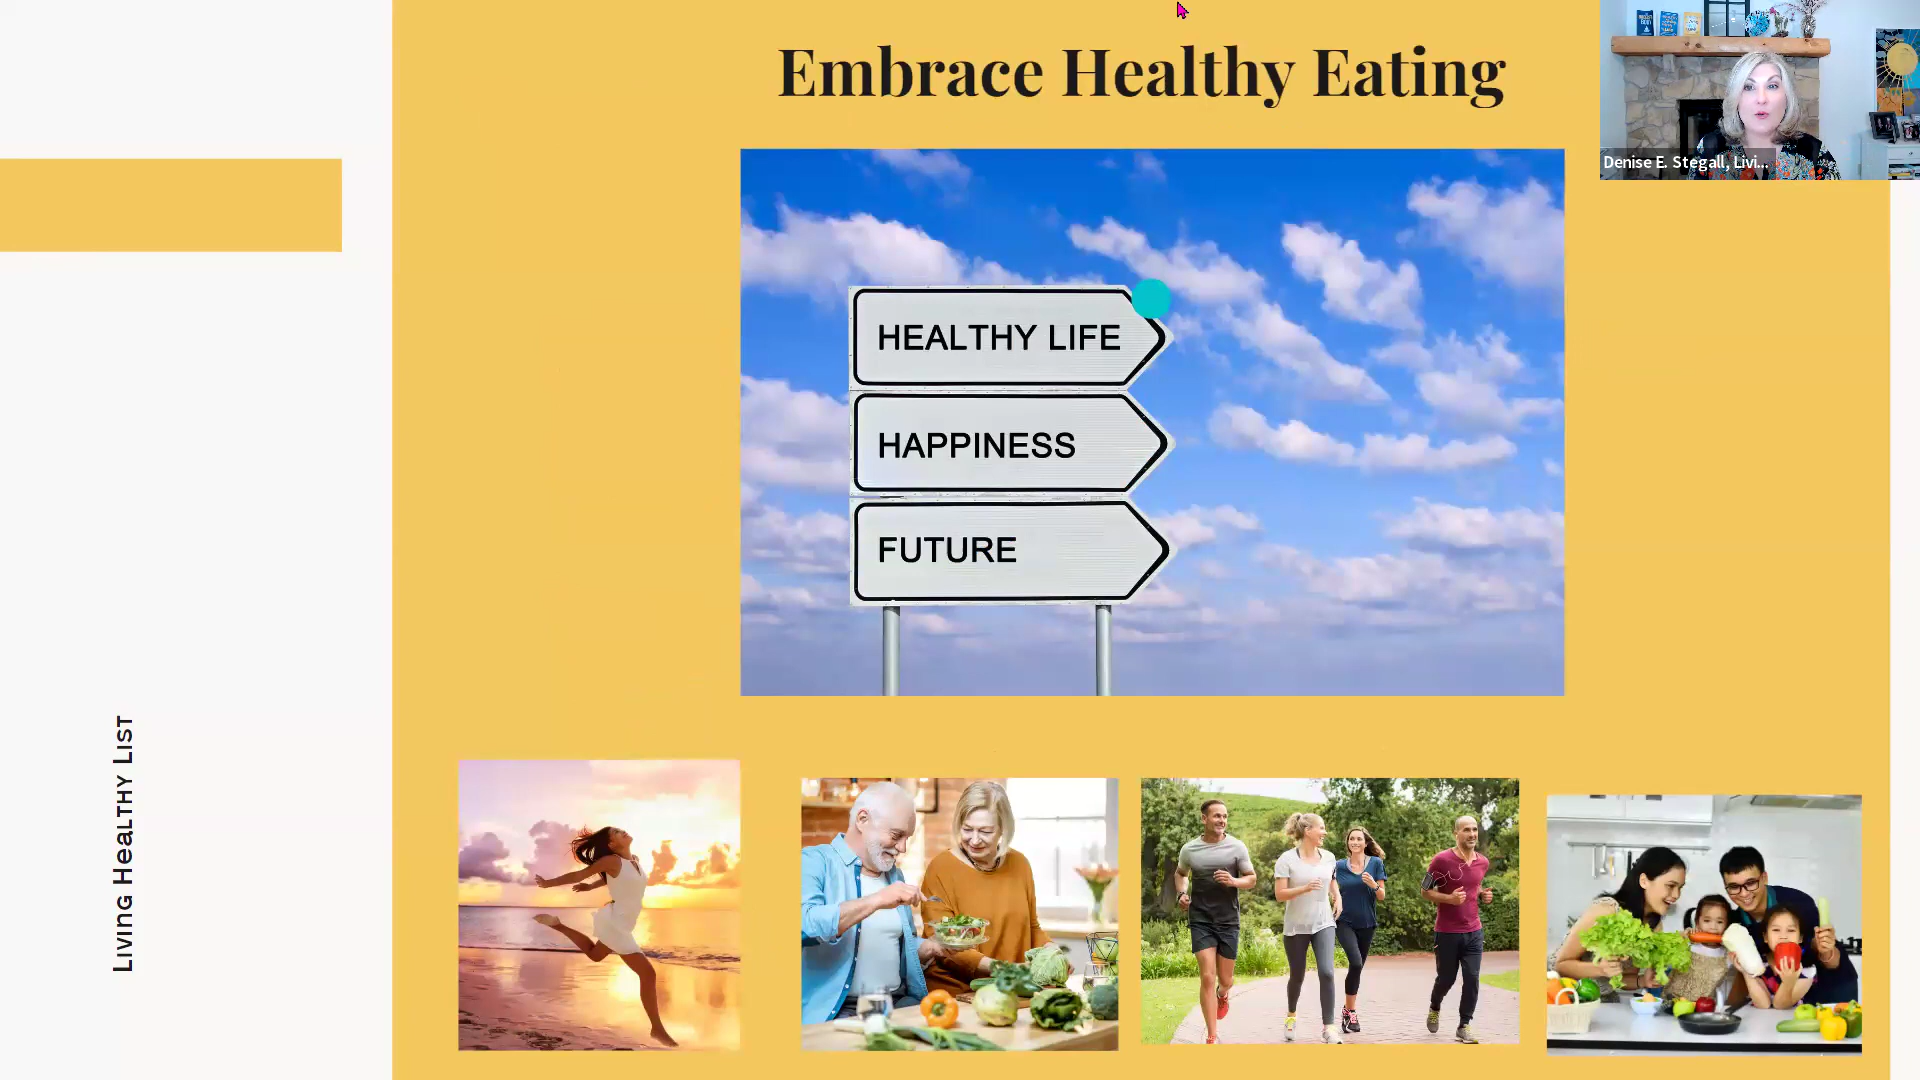 Embrace Healthy Eating
Denise E. Stegall, Livi...
HEALTHY LIFE
HAPPINESS
FUTURE
Living Healthy List